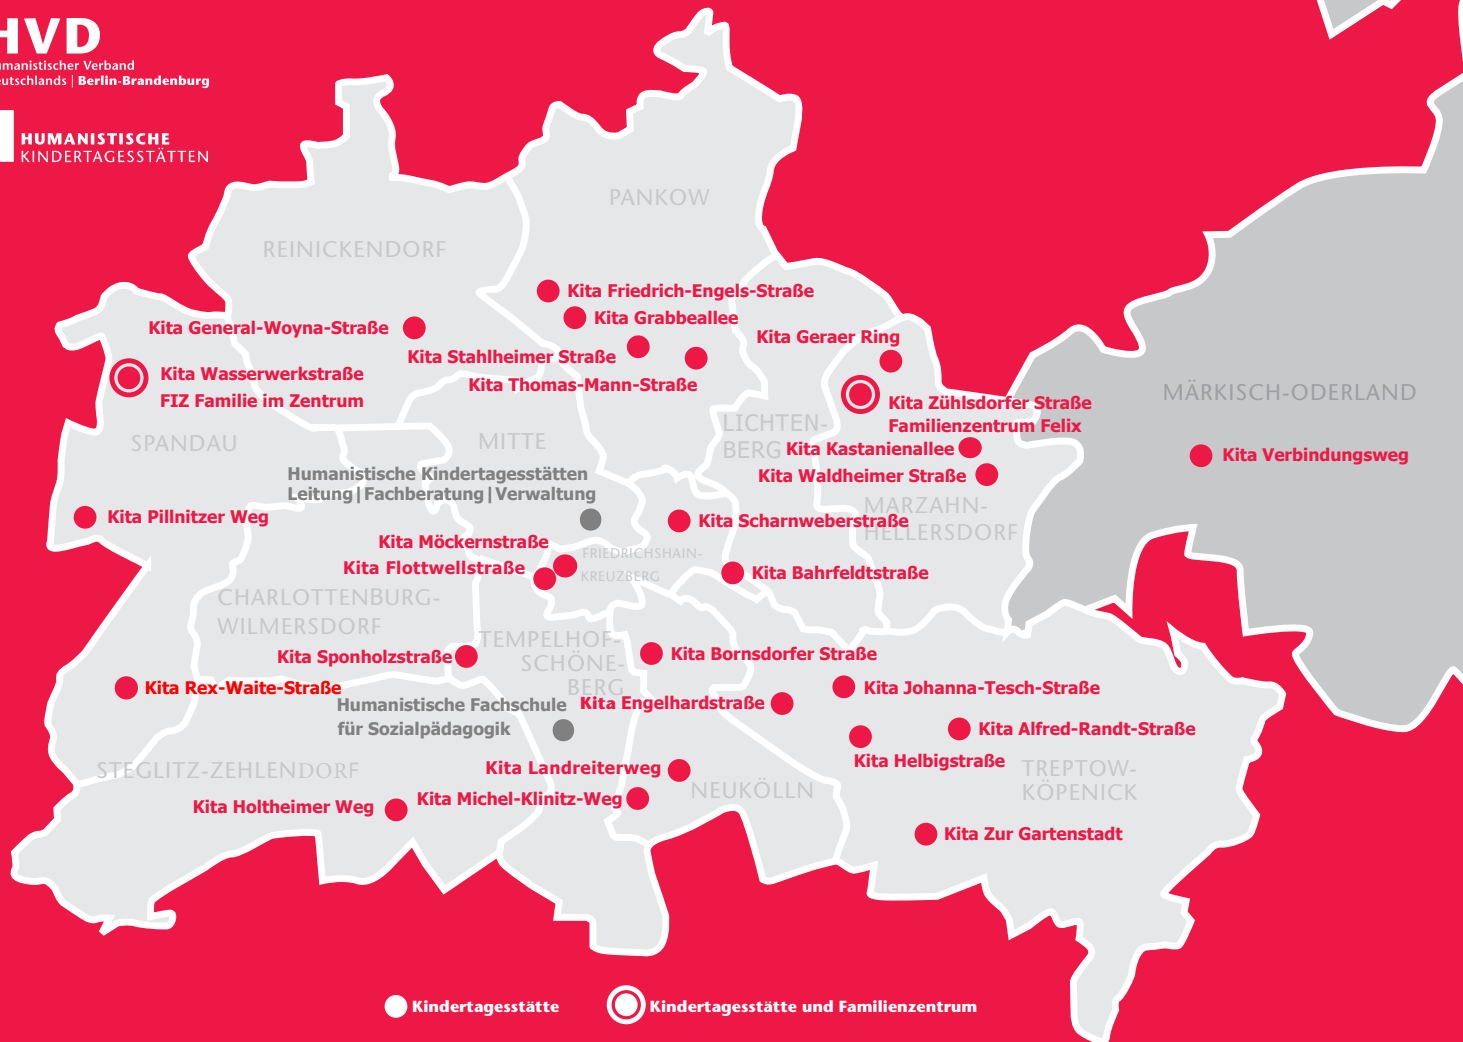 HVD
umanistischer Verband
eutschlands | Berlin-Brandenburg
HUMANISTISCHE
KINDERTAGESSTÄTTEN
PANKOW
REINICKENDORF
Kita Friedrich-Engels-Straße
Kita Grabbeallee
Kita General-Woyna-Straße
Kita Geraer Ring
Kita Stahlheimer Straße
Kita Wasserwerkstraße
FIZ Familie im Zentrum
Kita Thomas-Mann-Straße
MÄRKISCH-ODERLAND
Kita Zühlsdorfer Straße
Familienzentrum Felix
LICHTEN-
BERG
SPANDAU
MITTE
Kita Kastanienallee
Kita Verbindungsweg
Kita Waldheimer Straße
Humanistische Kindertagesstätten
Leitung|Fachberatung|Verwaltung
MARZAHN-
HELLERSDORF
Kita Pillnitzer Weg
Kita Scharnweberstraße
Kita Möckernstraße
FRIEDRICHSHAIN-
KREUZBERG
Kita Flottwellstraße
Kita Bahrfeldtstraße
CHARLOTTENBURG-
WILMERSDORF
TEMPELHOF-
SCHÖNE-
BERG
Kita Sponholzstraße
Kita Bornsdorfer Straße
Kita Rex-Waite-Straße
Kita Johanna-Tesch-Straße
Humanistische Fachschule
für Sozialpädagogik
Kita Engelhardstraße
Kita Alfred-Randt-Straße
Kita Helbigstraße
STEGLITZ-ZEHLENDORF
Kita Landreiterweg
TREPTOW-
KÖPENICK
NEUKÖLLN
Kita Michel-Klinitz-Weg
Kita Holtheimer Weg
Kita Zur Gartenstadt
Kindertagesstätte
Kindertagesstätte und Familienzentrum